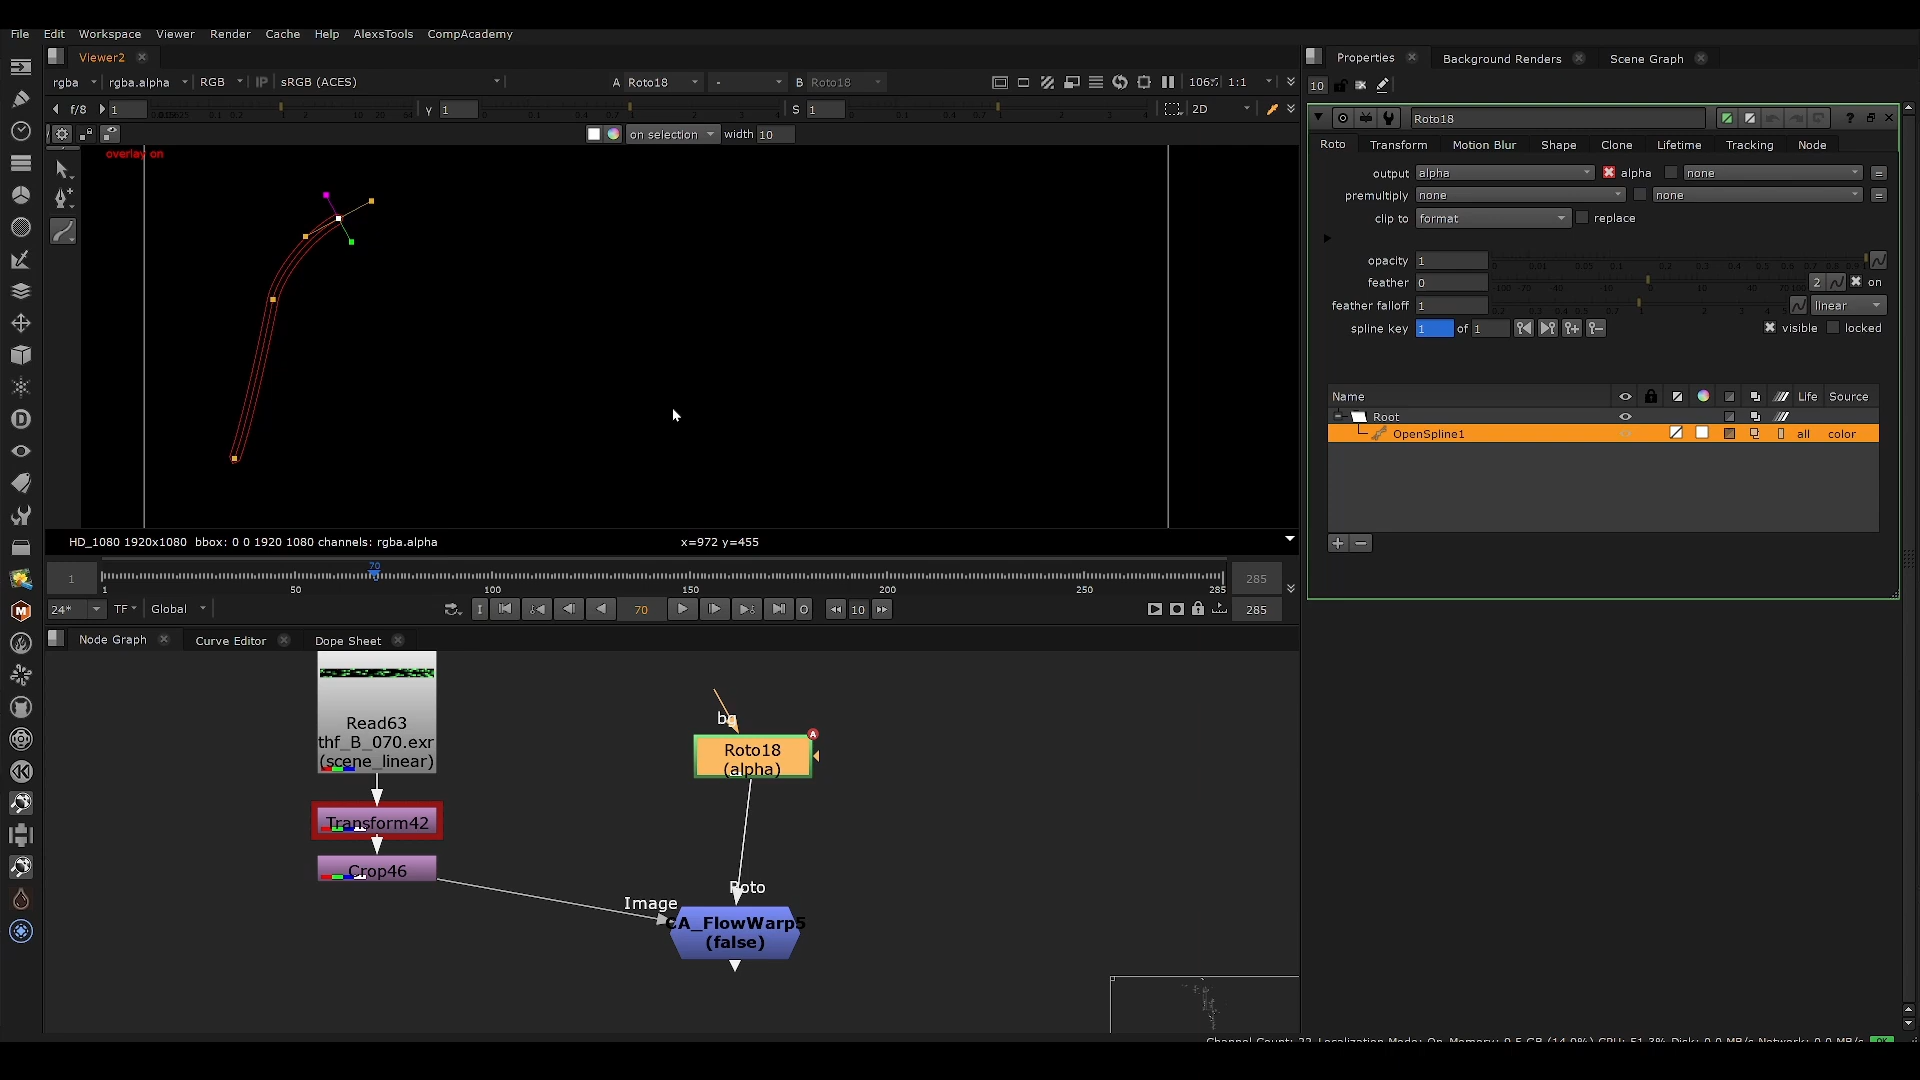 File Edit Workspace Viewer Render Cache Help AlexsTools CompAcademy
Viewer2
rgba rgba.alpha RGB IP sRGB (ACES) A Roto18 - B Roto18 1:1
f/8 1 Y 1 S 1 2D
on selection width 10
overlay on
HD_1080 1920x1080 bbox: 0 0 1920 1080 channels: rgba.alpha x=972 y=455
1 70 285
1 50 100 150 200 250 285
24* TF Global 70 10 285
Node Graph Curve Editor Dope Sheet
Read63
thf_B_070.exr
(scene_linear)
Transform42
Crop46
bg
Roto18
(alpha)
Roto
Image
CA_FlowWarp5
(false)
Properties Background Renders Scene Graph
10
Roto18
Roto Transform Motion Blur Shape Clone Lifetime Tracking Node
output alpha alpha none =
premultiply none none =
clip to format replace
opacity 1
feather 0 2 on
feather falloff 1 linear
spline key 1 of 1 visible locked
Name Life Source
Root
OpenSpline1 all color